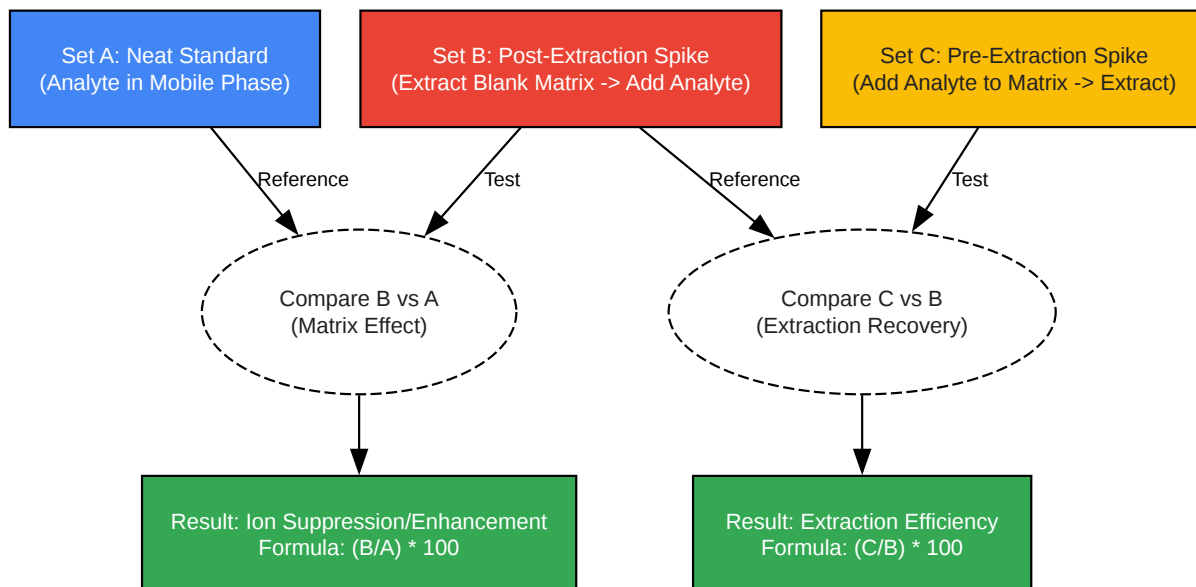 Set A: Neat Standard
(Analyte in Mobile Phase)
Set B: Post-Extraction Spike
(Extract Blank Matrix -> Add Analyte)
Set C: Pre-Extraction Spike
(Add Analyte to Matrix -> Extract)
Reference
Test
Reference
Test
Compare B vs A
(Matrix Effect)
Compare C vs B
(Extraction Recovery)
Result: Ion Suppression/Enhancement
Formula: (B/A) * 100
Result: Extraction Efficiency
Formula: (C/B) * 100